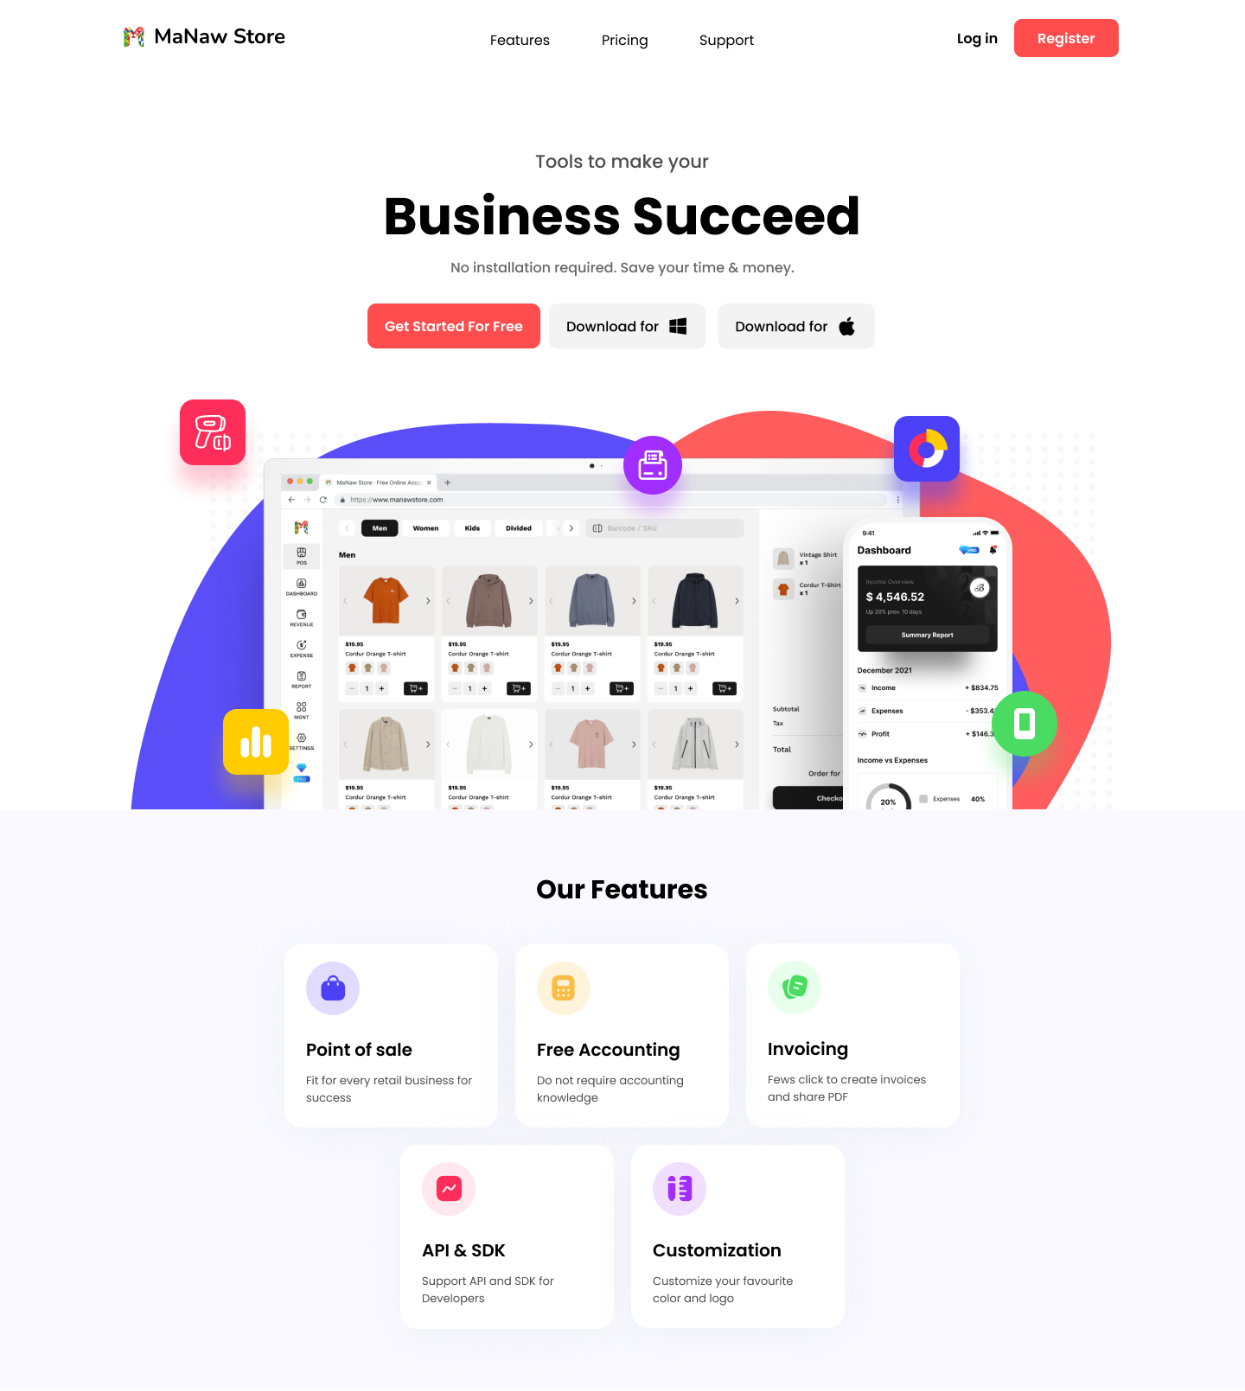 MaNaw Store
Features
Pricing
Support
Log in
Register
Tools to make your
Business Succeed
No installation required. Save your time & money.
Get Started For Free
Download for
Download for
MaNaw Store - Free Online Accou
https://www.manawstore.com
POS
DASHBOARD
REVENUE
EXPENSE
REPORT
MGNT
SETTINGS
PRO
Men
Women
Kids
Divided
Barcode / SKU
Men
$19.95
Cordur Orange T-shirt
1
$19.95
Cordur Orange T-shirt
1
$19.95
Cordur Orange T-shirt
1
$19.95
Cordur Orange T-shirt
1
$19.95
Cordur Orange T-shirt
$19.95
Cordur Orange T-shirt
$19.95
Cordur Orange T-shirt
$19.95
Cordur Orange T-shirt
Vintage Shirt
x 1
Cordur T-Shirt
x 1
Subtotal
Tax
Total
Order for
Checko
9:41
Dashboard
PRO
Income Overview
$ 4,546.52
Up 20% prev. 10 days
Summary Report
December 2021
Income
+ $834.75
Expenses
- $353.4
Profit
+ $146.3
Income vs Expenses
20%
Expenses
40%
Our Features
Point of sale
Fit for every retail business for
success
Free Accounting
Do not require accounting
knowledge
Invoicing
Fews click to create invoices
and share PDF
API & SDK
Support API and SDK for
Developers
Customization
Customize your favourite
color and logo